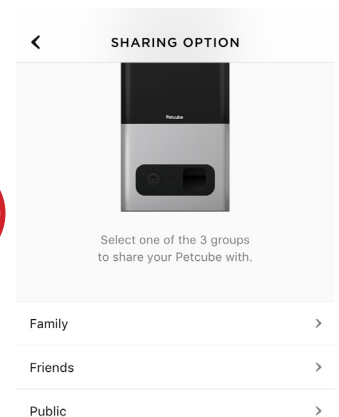 SHARING OPTION
Petcube
Select one of the 3 groups
to share your Petcube with.
Family
Friends
Public